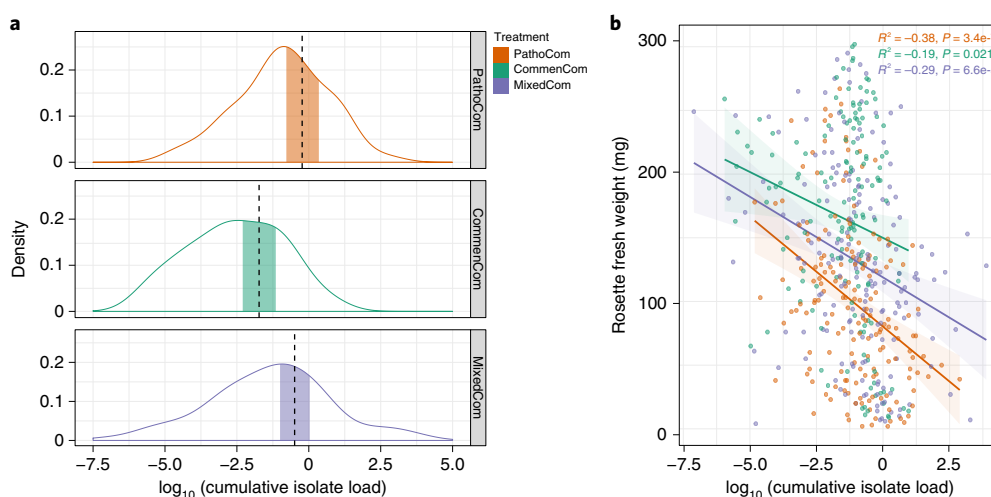 a
Treatment
PathoCom
CommenCom
MixedCom
0.2
0.1
0
PathoCom
0.2
0.1
0
CommenCom
0.2
0.1
0
MixedCom
Density
−7.5 −5.0 −2.5 0 2.5 5.0
log10 (cumulative isolate load)
b
R2 = −0.38, P = 3.4e-
R2 = −0.19, P = 0.021
R2 = −0.29, P = 6.6e-
300
200
100
0
Rosette fresh weight (mg)
−7.5 −5.0 −2.5 0 2.5
log10 (cumulative isolate load)